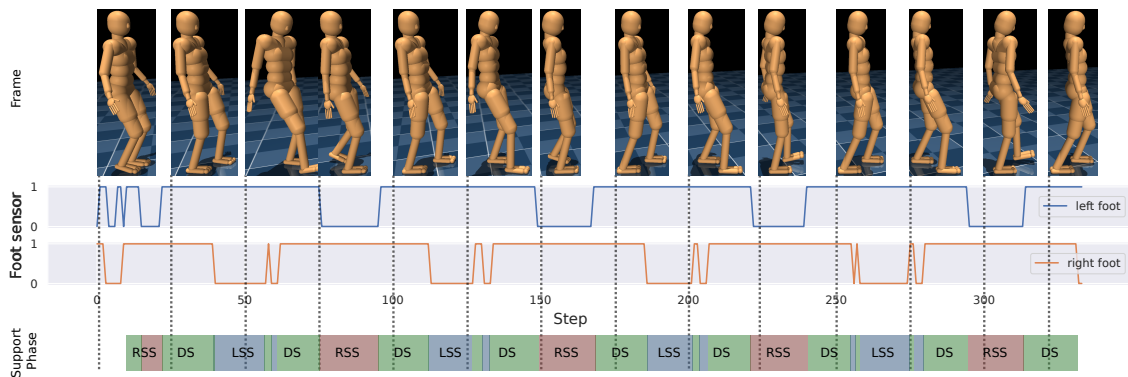 Frame
Foot sensor
1
0
left foot
1
0
right foot
0 50 100 150 200 250 300
Step
Support
Phase
RSS DS LSS DS RSS DS LSS DS RSS DS LSS DS RSS DS LSS DS RSS DS